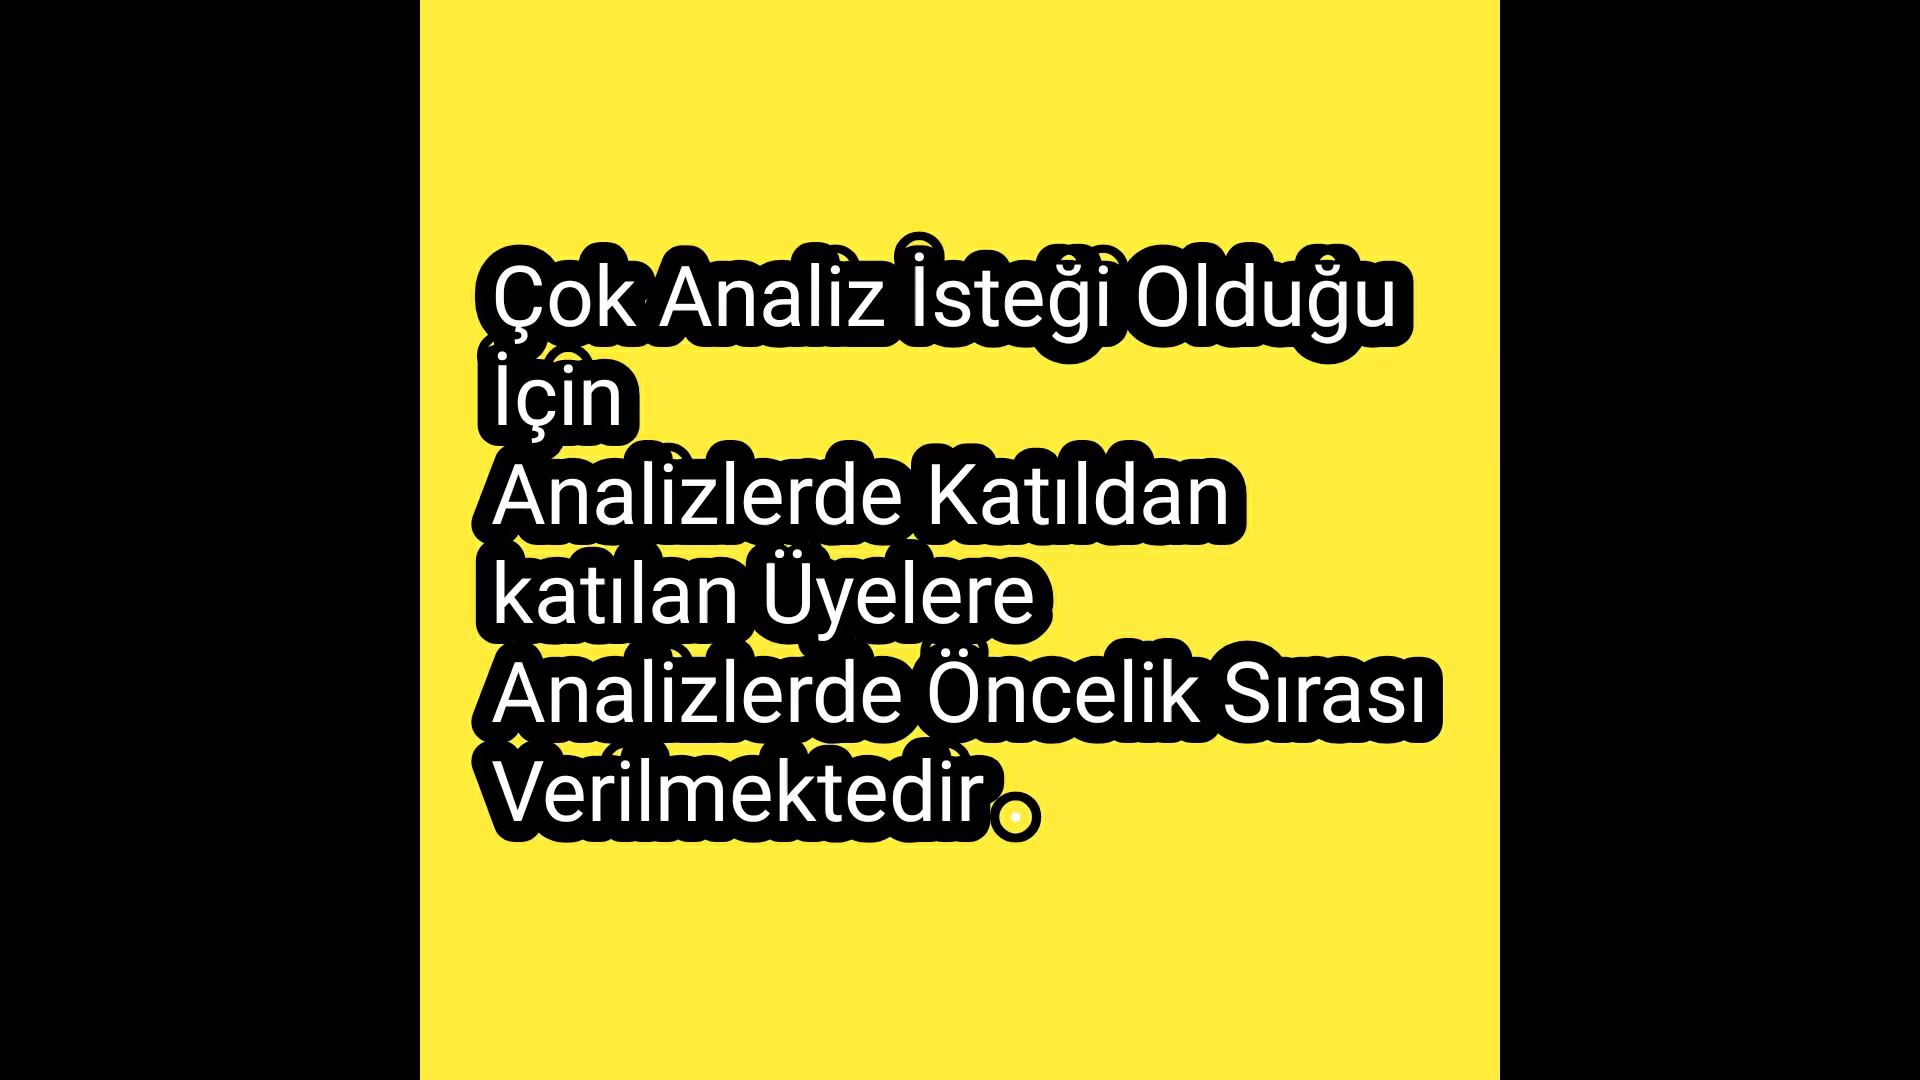 Çok Analiz İsteği Olduğu
İçin
Analizlerde Katıldan
katılan Üyelere
Analizlerde Öncelik Sırası
Verilmektedir.